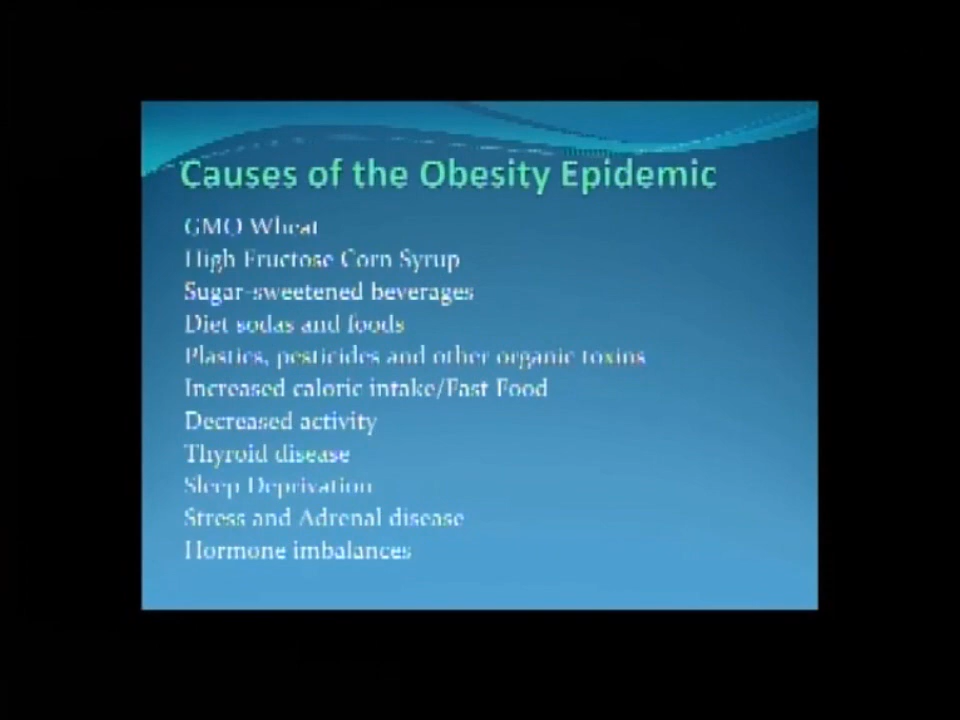 Causes of the Obesity Epidemic
GMO Wheat
High Fructose Corn Syrup
Sugar-sweetened beverages
Diet sodas and foods
Plastics, pesticides and other organic toxins
Increased caloric intake/Fast Food
Decreased activity
Thyroid disease
Sleep Deprivation
Stress and Adrenal disease
Hormone imbalances